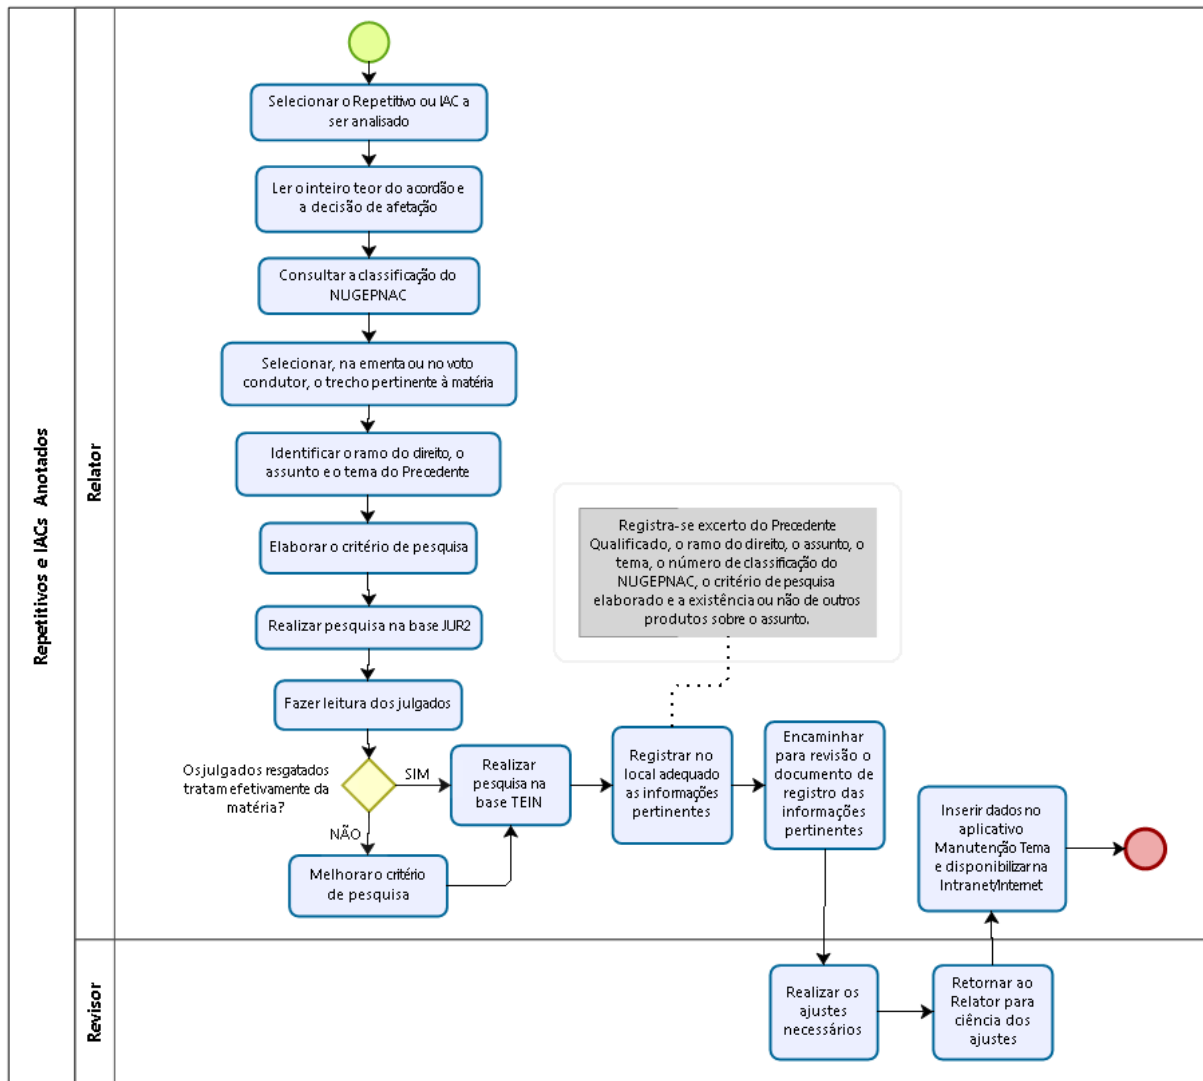 Repetitivos e IACs Anotados
Relator
Selecionar o Repetitivo ou IAC a
ser analisado
Ler o inteiro teor do acordão e
a decisão de afetação
Consultar a classificação do
NUGEPNAC
Selecionar, na ementa ou no voto
condutor, o trecho pertinente à matéria
Identificar o ramo do direito, o
assunto e o tema do Precedente
Elaborar o critério de pesquisa
Realizar pesquisa na base JUR2
Fazer leitura dos julgados
Os julgados resgatados
tratam efetivamente da
matéria?
SIM
NÃO
Melhorar o critério
de pesquisa
Realizar
pesquisa na
base TEIN
Registra-se excerto do Precedente
Qualificado, o ramo do direito, o assunto, o
tema, o número de classificação do
NUGEPNAC, o critério de pesquisa
elaborado e a existência ou não de outros
produtos sobre o assunto.
Registrar no
local adequado
as informações
pertinentes
Encaminhar
para revisão o
documento de
registro das
informações
pertinentes
Inserir dados no
aplicativo
Manutenção Tema
e disponibilizar na
Intranet/Internet
Revisor
Realizar os
ajustes
necessários
Retornar ao
Relator para
ciência dos
ajustes